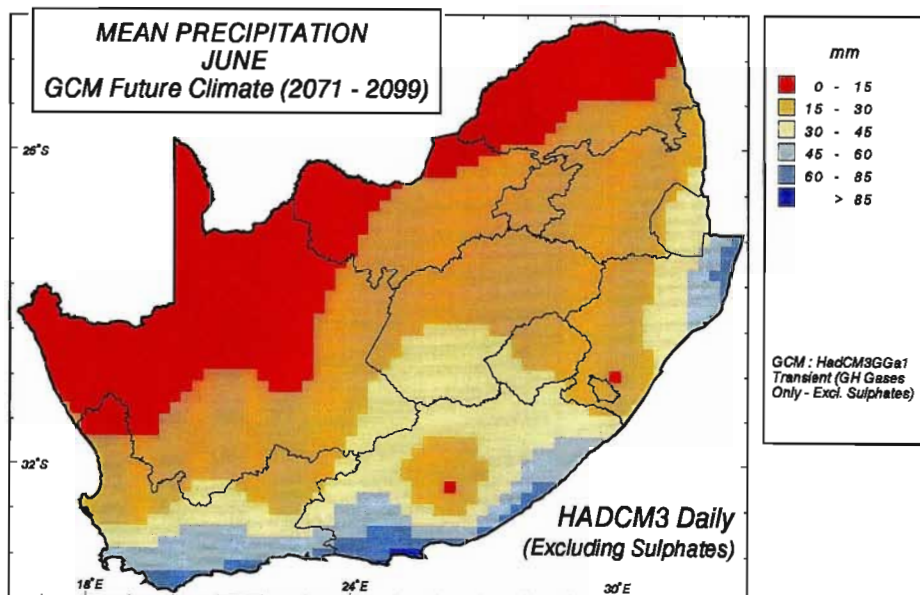 MEAN PRECIPITATION
JUNE
GCM Future Climate (2071 - 2099)
mm
0 - 15
15 - 30
30 - 45
45 - 60
60 - 85
> 85
GCM : HadCM3GGa1
Transient (GH Gases
Only - Excl. Sulphates)
26°S
32°S
HADCM3 Daily
(Excluding Sulphates)
18°E
24°E
30°E